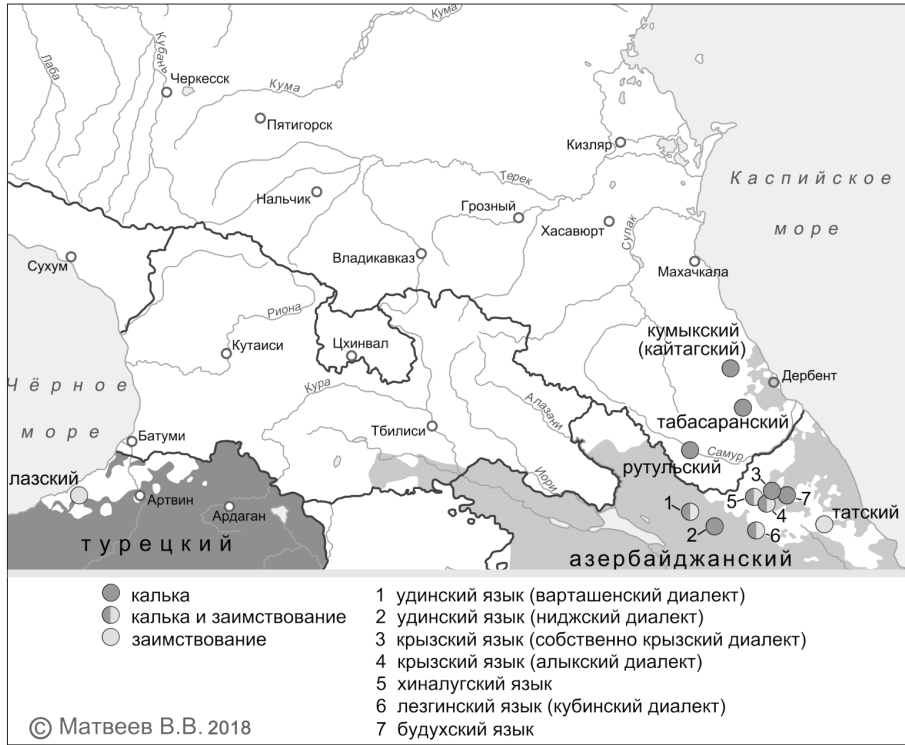 Кума
Лаба
Кубань
Черкесск
Кума
Пятигорск
Кизляр
Каспийское
море
Терек
Нальчик
Грозный
Хасавюрт
Сулак
Владикавказ
Махачкала
Сухум
Риони
Кутаиси
Цхинвал
кумыкский
(кайтагский)
Дербент
Чёрное
море
Кура
Алазани
табасаранский
Тбилиси
Батуми
Самур
рутульский
Иори
лазский
Артвин
Ардаган
турецкий
3
5
7
4
1
2
6
татский
азербайджанский
калька
калька и заимствование
заимствование
1 удинский язык (варташенский диалект)
2 удинский язык (ниджский диалект)
3 крызский язык (собственно крызский диалект)
4 крызский язык (алыкский диалект)
5 хиналугский язык
6 лезгинский язык (кубинский диалект)
7 будухский язык
© Матвеев В.В. 2018